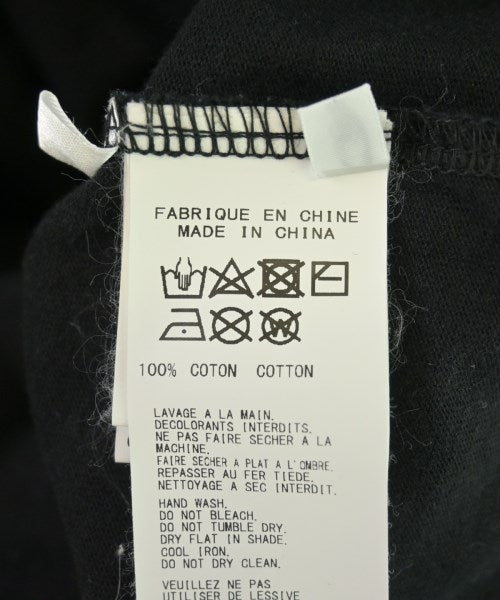 FABRIQUE EN CHINE
MADE IN CHINA
W
100% COTON COTTON
LAVAGE A LA MAIN.
DECOLORANTS INTERDITS.
NE PAS FAIRE SECHER A LA
MACHINE.
FAIRE SECHER A PLAT A L'OMBRE.
REPASSER AU FER TIEDE.
NETTOYAGE A SEC INTERDIT.
HAND WASH.
DO NOT BLEACH.
DO NOT TUMBLE DRY.
DRY FLAT IN SHADE.
COOL IRON.
DO NOT DRY CLEAN.
VEUILLEZ NE PAS
UTILISER DE LESSIVE